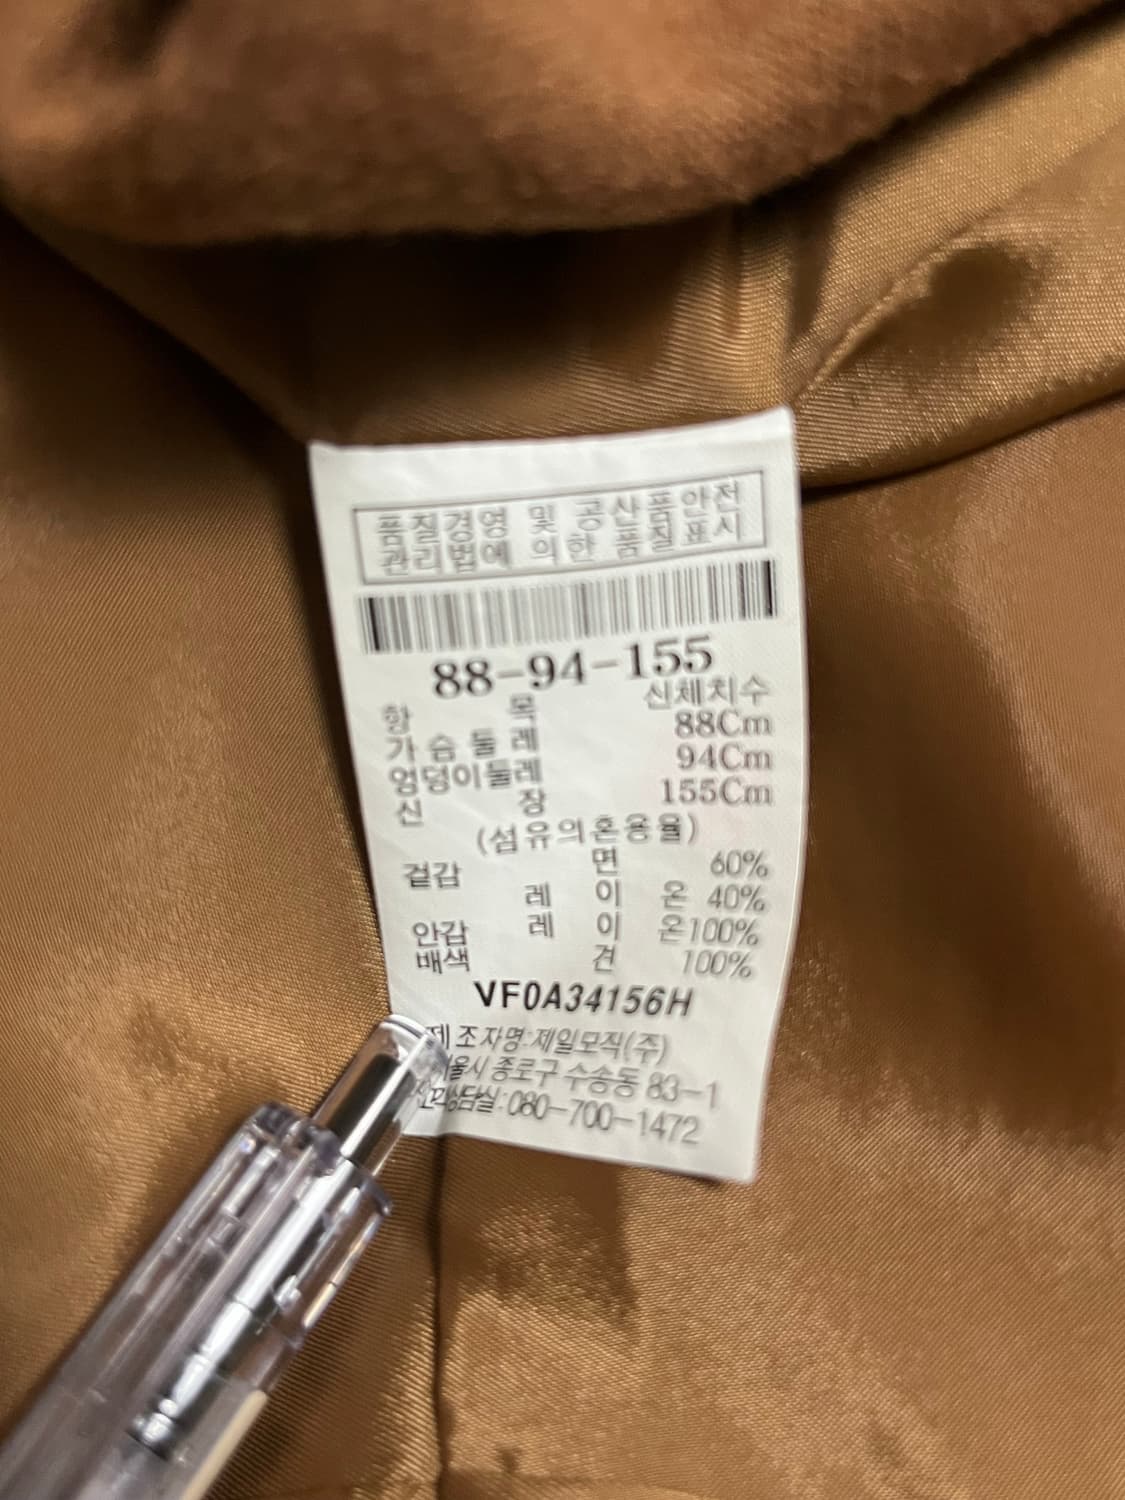 품질경영 및 공산품안전
관리법에 의한 품질표시
88-94-155
항 목 신체치수
가슴둘레 88Cm
엉덩이둘레 94Cm
신 장 155Cm
(섬유의혼용율)
겉감 면 60%
레 이 온 40%
안감 레 이 온100%
배색 견 100%
VF0A34156H
제조자명:제일모직(주)
종로구 수송동 83-1
080-700-1472